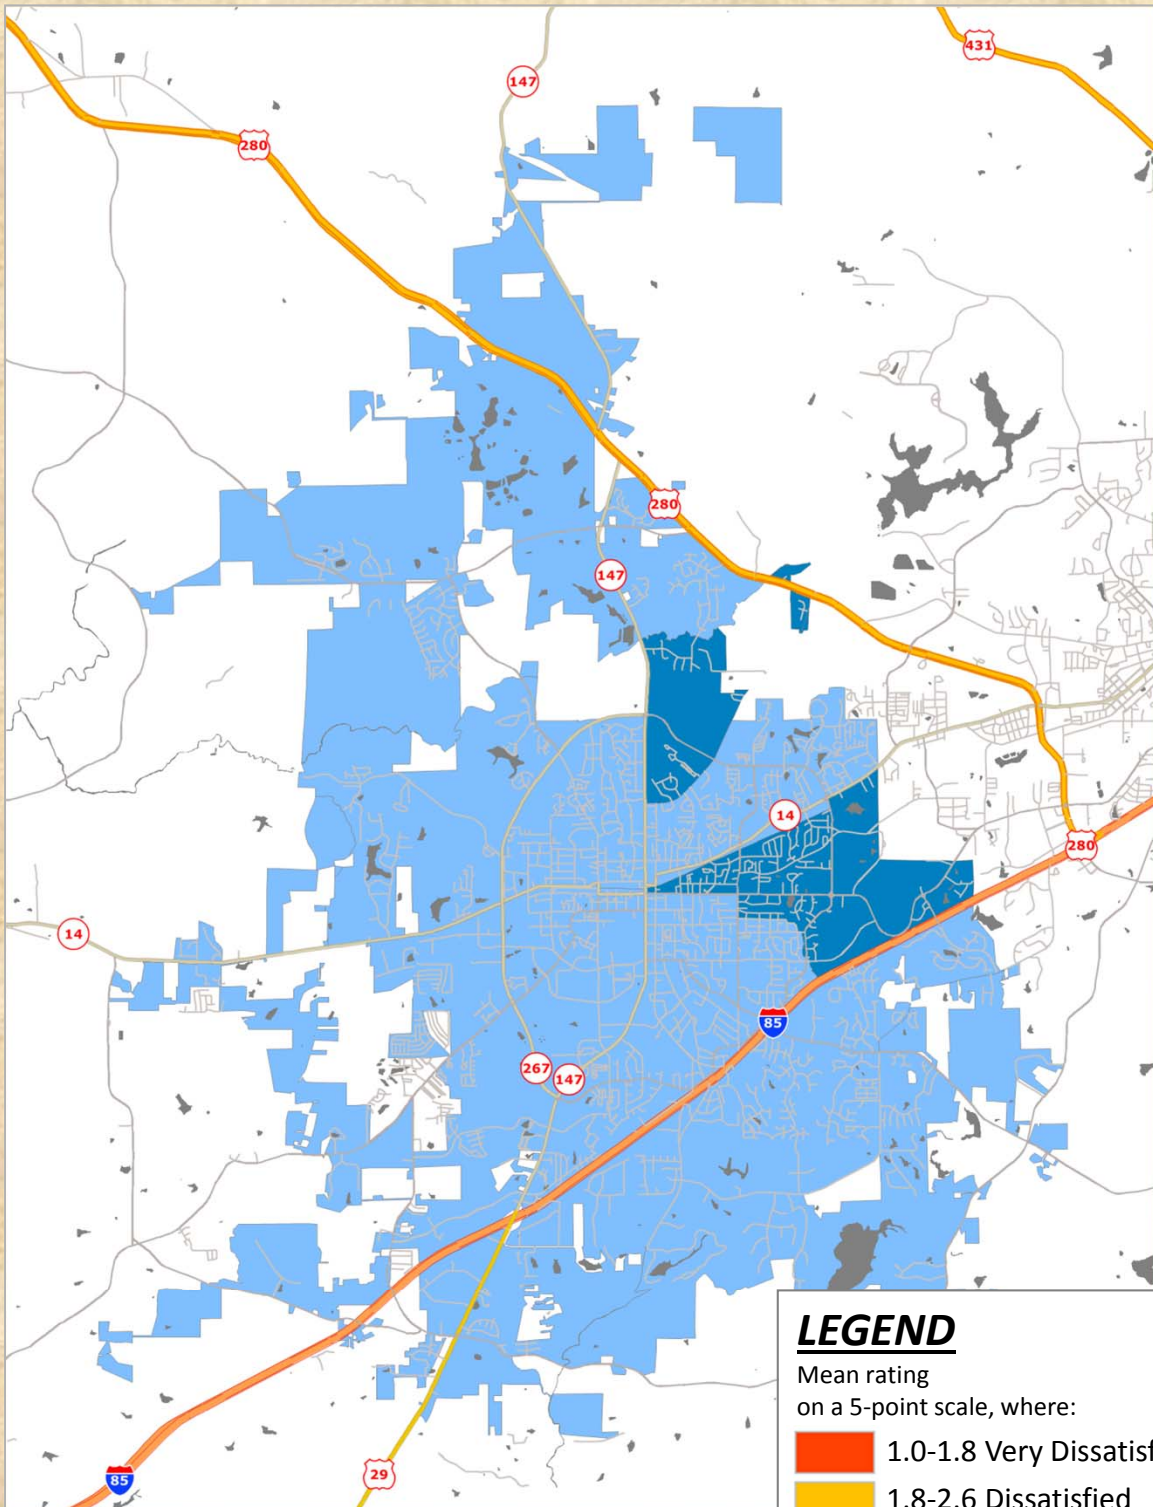 431
147
280
280
147
14
280
14
85
267
147
29
85
LEGEND
Mean rating
on a 5-point scale, where:
1.0-1.8 Very Dissatisf
1.8-2.6 Dissatisfied